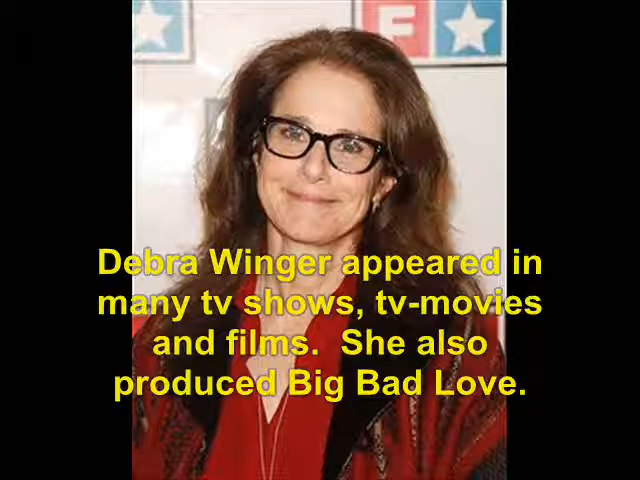 F
Debra Winger appeared in
many tv shows, tv-movies
and films.  She also
produced Big Bad Love.